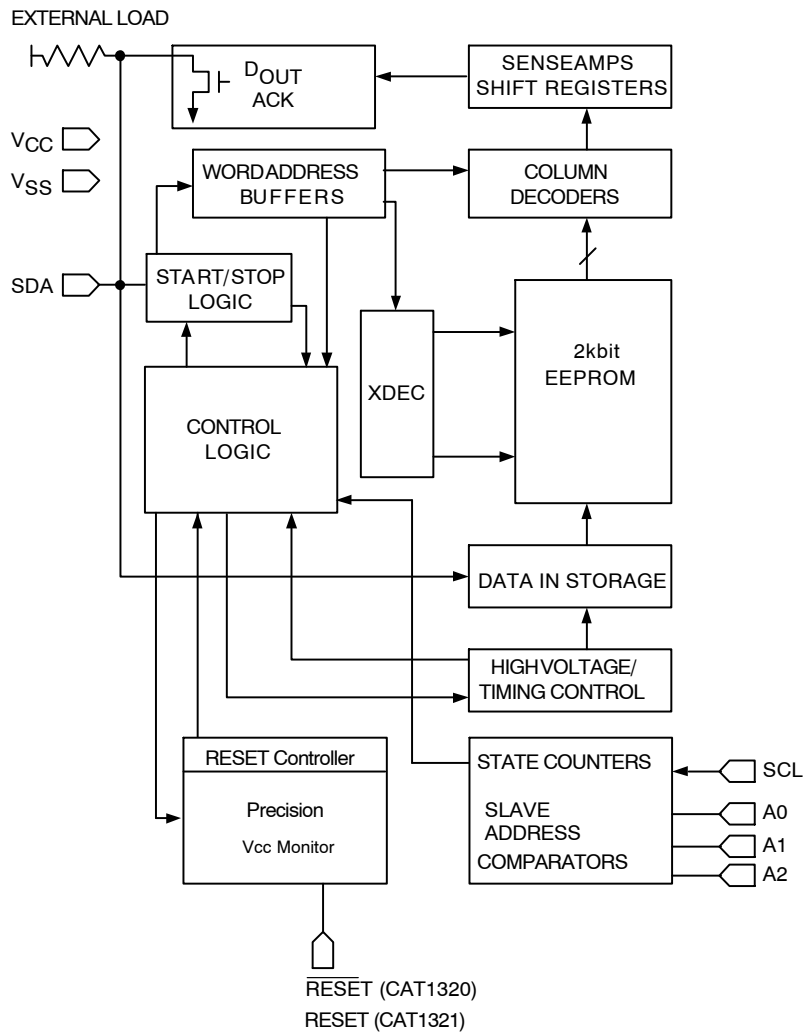 EXTERNAL LOAD
DOUT
ACK
SENSEAMPS
SHIFT REGISTERS
VCC
VSS
WORDADDRESS
BUFFERS
COLUMN
DECODERS
SDA
START/STOP
LOGIC
2kbit
EEPROM
XDEC
CONTROL
LOGIC
DATA IN STORAGE
HIGHVOLTAGE/
TIMING CONTROL
RESET Controller
Precision
Vcc Monitor
STATE COUNTERS
SLAVE
ADDRESS
COMPARATORS
SCL
A0
A1
A2
RESET (CAT1320)
RESET (CAT1321)